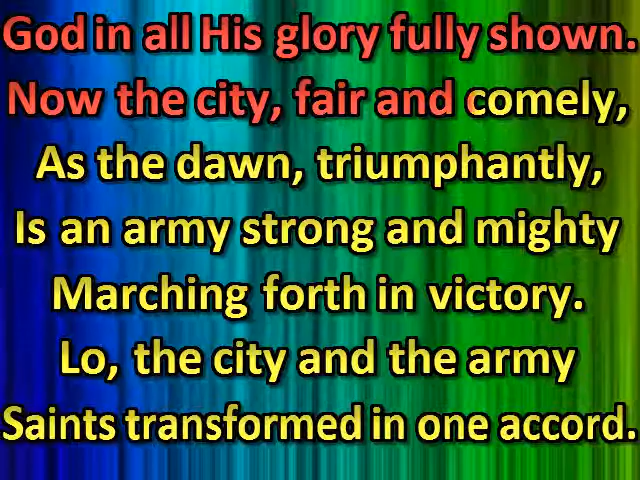 God in all His glory fully shown.
Now the city, fair and comely,
As the dawn, triumphantly,
Is an army strong and mighty
Marching forth in victory.
Lo, the city and the army
Saints transformed in one accord.